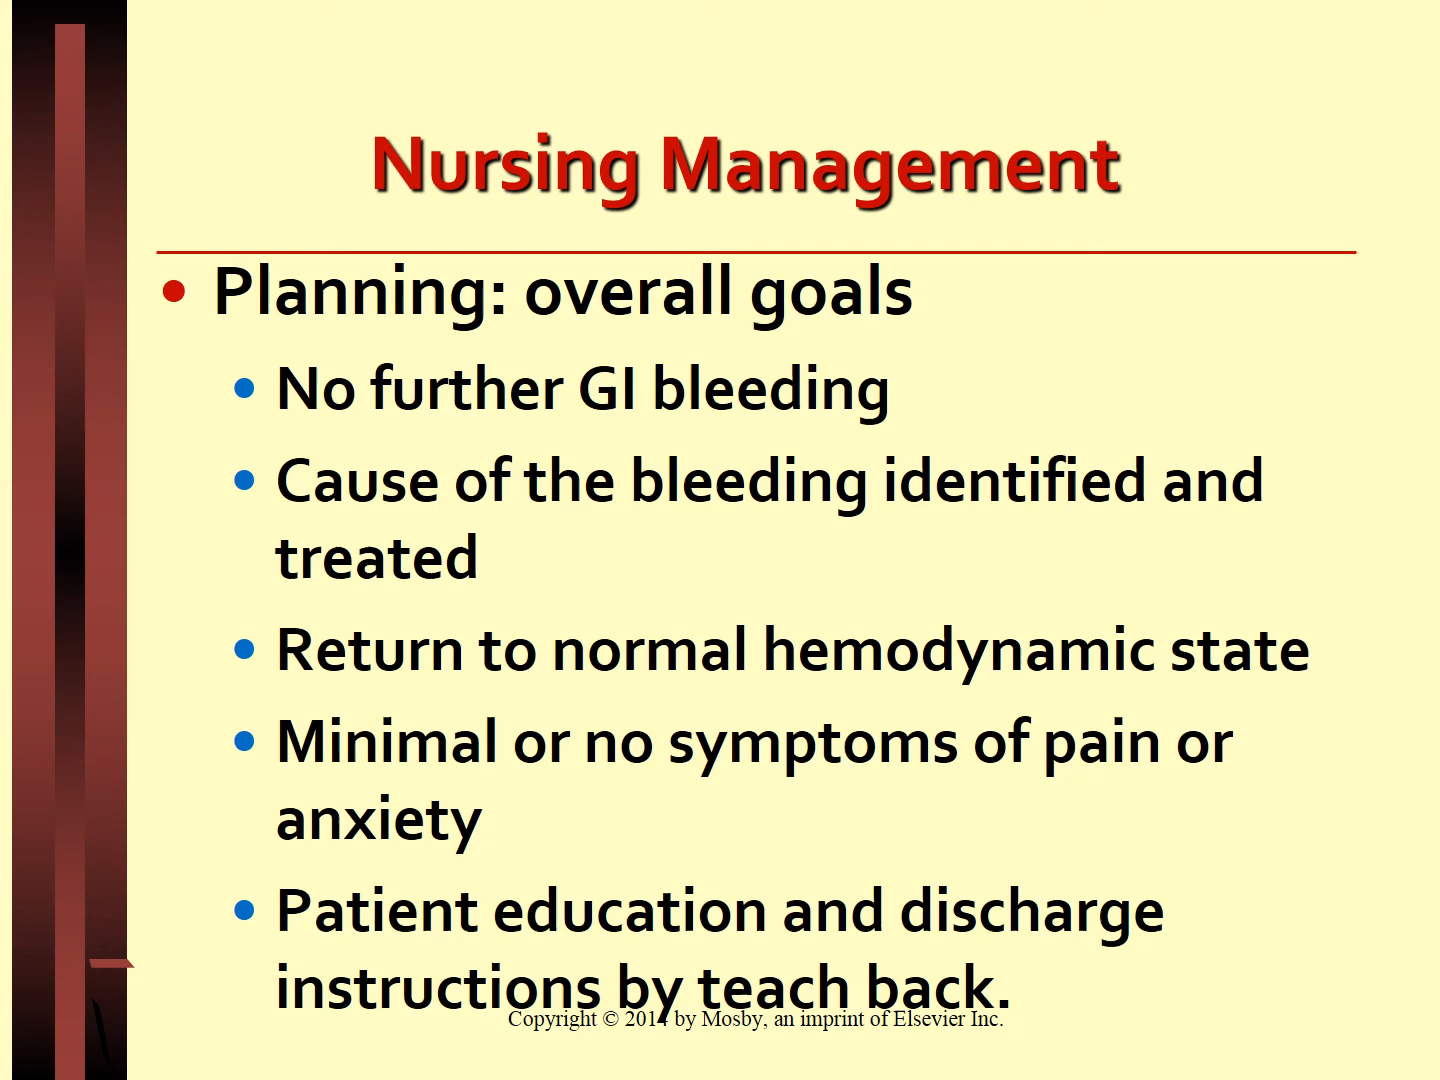 Nursing Management
• Planning: overall goals
• No further GI bleeding
• Cause of the bleeding identified and
treated
• Return to normal hemodynamic state
• Minimal or no symptoms of pain or
anxiety
• Patient education and discharge
instructions by teach back.
Copyright © 2014 by Mosby, an imprint of Elsevier Inc.